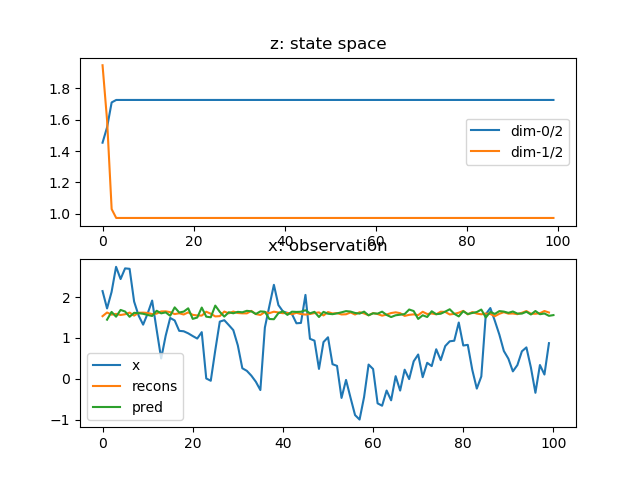 z: state space
1.8
1.6
1.4
1.2
1.0
dim-0/2
dim-1/2
0 20 40 60 80 100
x: observation
2
1
0
−1
x
recons
pred
0 20 40 60 80 100